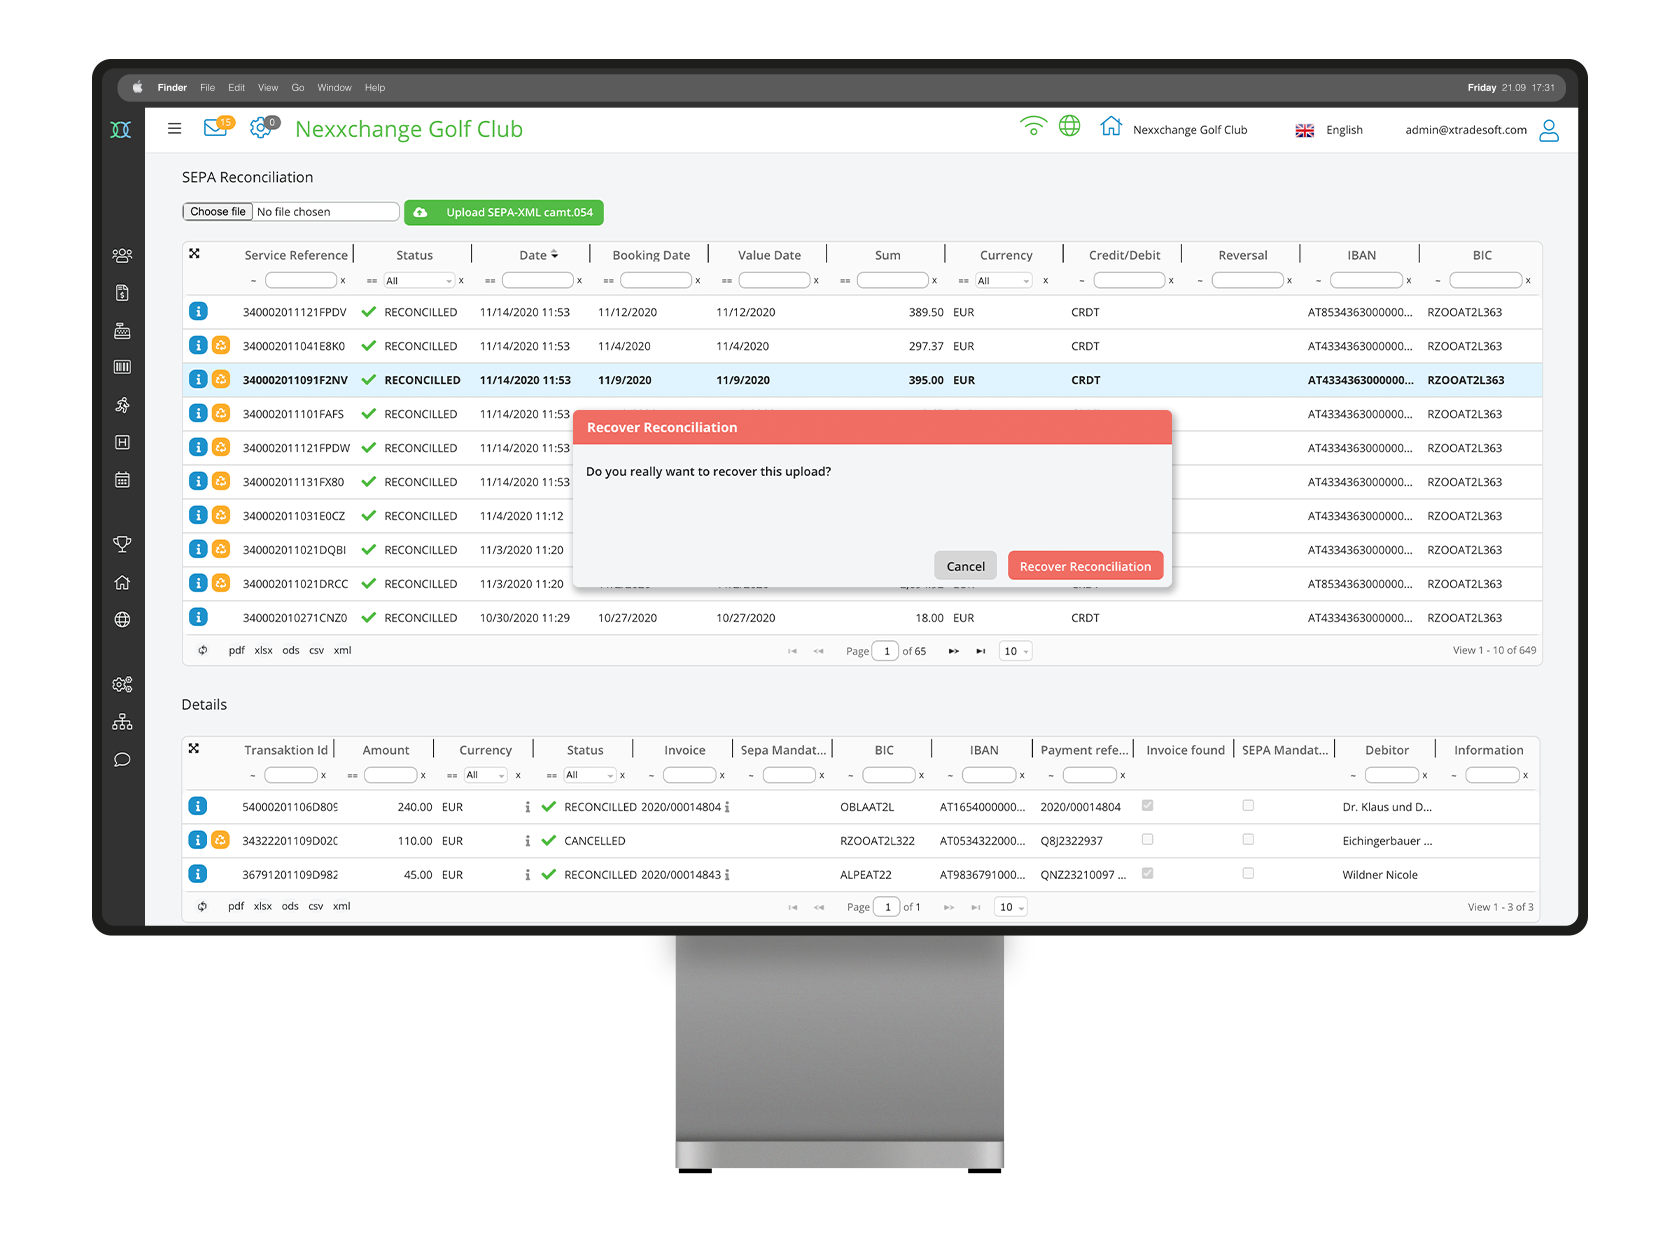 Finder File Edit View Go Window Help Friday 21.09 17:31
15 0 Nexxchange Golf Club Nexxchange Golf Club English admin@xtradesoft.com
SEPA Reconciliation
Choose file No file chosen Upload SEPA-XML camt.054
Service Reference Status Date Booking Date Value Date Sum Currency Credit/Debit Reversal IBAN BIC
~ x == All x == x == x == x == x == All x ~ x ~ x ~ x ~ x
340002011121FPDV RECONCILLED 11/14/2020 11:53 11/12/2020 11/12/2020 389.50 EUR CRDT AT8534363000000... RZOOAT2L363
340002011041E8K0 RECONCILLED 11/14/2020 11:53 11/4/2020 11/4/2020 297.37 EUR CRDT AT4334363000000... RZOOAT2L363
340002011091F2NV RECONCILLED 11/14/2020 11:53 11/9/2020 11/9/2020 395.00 EUR CRDT AT4334363000000... RZOOAT2L363
340002011101FAFS RECONCILLED 11/14/2020 11:53 AT4334363000000... RZOOAT2L363
Recover Reconciliation
340002011121FPDW RECONCILLED 11/14/2020 11:53 AT4334363000000... RZOOAT2L363
Do you really want to recover this upload?
340002011131FX80 RECONCILLED 11/14/2020 11:53 AT4334363000000... RZOOAT2L363
340002011031E0CZ RECONCILLED 11/4/2020 11:12 AT4334363000000... RZOOAT2L363
340002011021DQBI RECONCILLED 11/3/2020 11:20 AT4334363000000... RZOOAT2L363
Cancel Recover Reconciliation
340002011021DRCC RECONCILLED 11/3/2020 11:20 AT8534363000000... RZOOAT2L363
340002010271CNZ0 RECONCILLED 10/30/2020 11:29 10/27/2020 10/27/2020 18.00 EUR CRDT AT4334363000000... RZOOAT2L363
pdf xlsx ods csv xml Page 1 of 65 10 View 1 - 10 of 649
Details
Transaktion Id Amount Currency Status Invoice Sepa Mandat... BIC IBAN Payment refe... Invoice found SEPA Mandat... Debitor Information
~ x == x == All x == All x ~ x ~ x ~ x ~ x ~ x ~ x ~ x
54000201106D809 240.00 EUR RECONCILLED 2020/00014804 OBLAAT2L AT1654000000... 2020/00014804 Dr. Klaus und D...
34322201109D02C 110.00 EUR CANCELLED RZOOAT2L322 AT0534322000... Q8J2322937 Eichingerbauer ...
36791201109D982 45.00 EUR RECONCILLED 2020/00014843 ALPEAT22 AT9836791000... QNZ23210097 ... Wildner Nicole
pdf xlsx ods csv xml Page 1 of 1 10 View 1 - 3 of 3